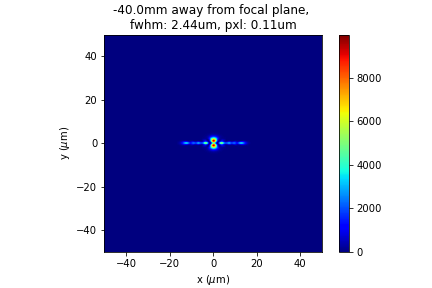 -40.0mm away from focal plane,
fwhm: 2.44um, pxl: 0.11um
40
20
0
−20
−40
y (μm)
−40 −20 0 20 40
x (μm)
8000
6000
4000
2000
0